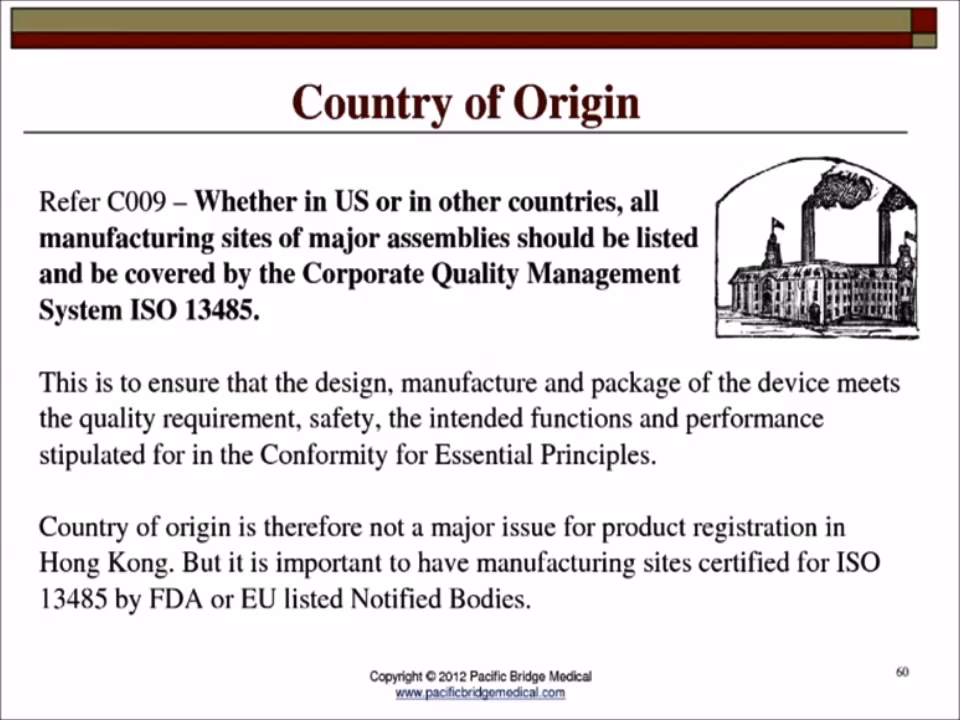 Country of Origin
Refer C009 – Whether in US or in other countries, all
manufacturing sites of major assemblies should be listed
and be covered by the Corporate Quality Management
System ISO 13485.
This is to ensure that the design, manufacture and package of the device meets
the quality requirement, safety, the intended functions and performance
stipulated for in the Conformity for Essential Principles.
Country of origin is therefore not a major issue for product registration in
Hong Kong. But it is important to have manufacturing sites certified for ISO
13485 by FDA or EU listed Notified Bodies.
Copyright © 2012 Pacific Bridge Medical
www.pacificbridgemedical.com
60